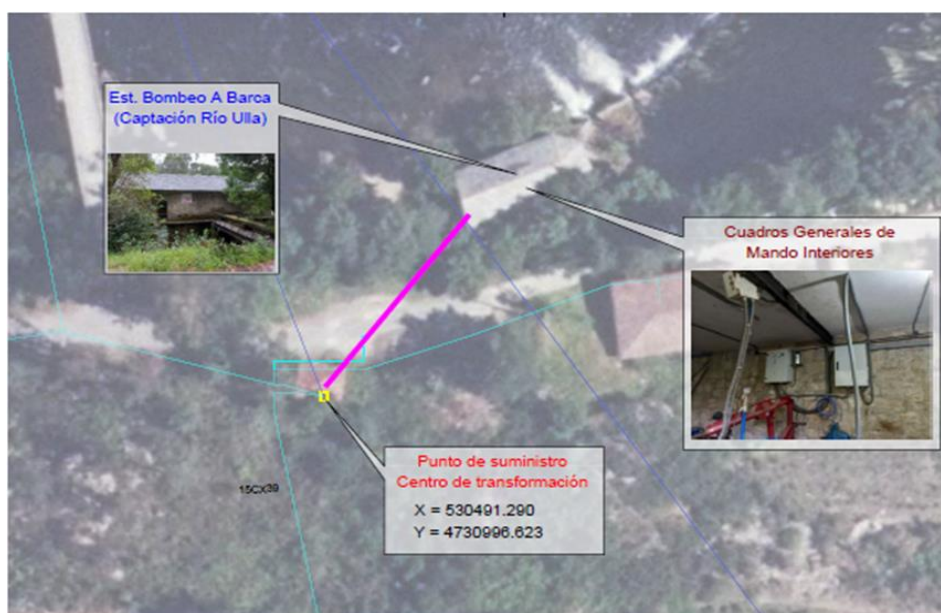 Est. Bombeo A Barca
(Captación Río Ulla)
Cuadros Generales de
Mando Interiores
Punto de suministro
Centro de transformación
X = 530491.290
Y = 4730996.623